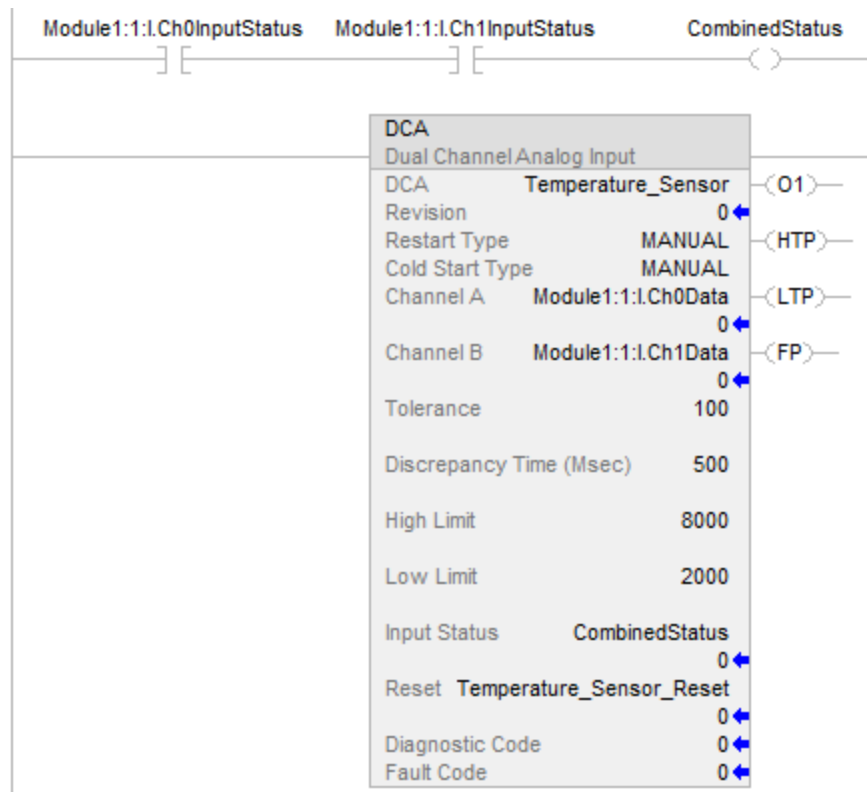 Module1:1:I.Ch0InputStatus Module1:1:I.Ch1InputStatus CombinedStatus
DCA
Dual Channel Analog Input
DCA Temperature_Sensor O1
Revision 0
Restart Type MANUAL HTP
Cold Start Type MANUAL
Channel A Module1:1:I.Ch0Data LTP
0
Channel B Module1:1:I.Ch1Data FP
0
Tolerance 100
Discrepancy Time (Msec) 500
High Limit 8000
Low Limit 2000
Input Status CombinedStatus
0
Reset Temperature_Sensor_Reset
0
Diagnostic Code 0
Fault Code 0